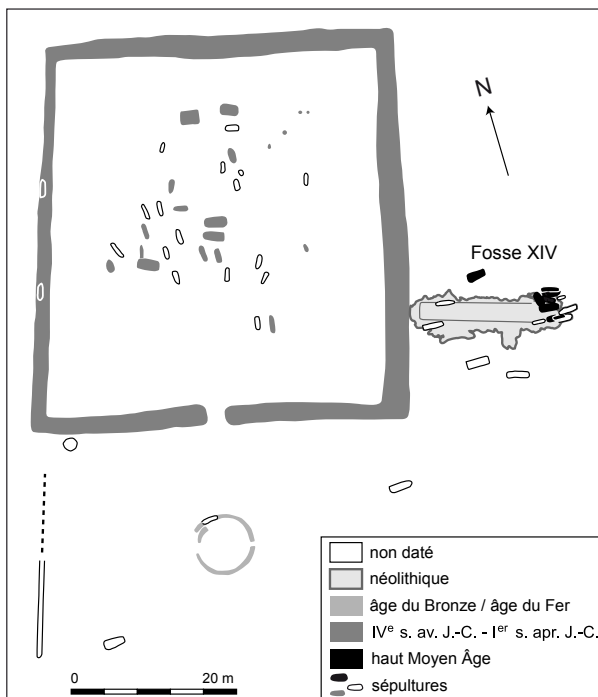 N
Fosse XIV
non daté
néolithique
âge du Bronze / âge du Fer
IVe s. av. J.-C. - Ier s. apr. J.-C.
haut Moyen Âge
sépultures
0 20 m